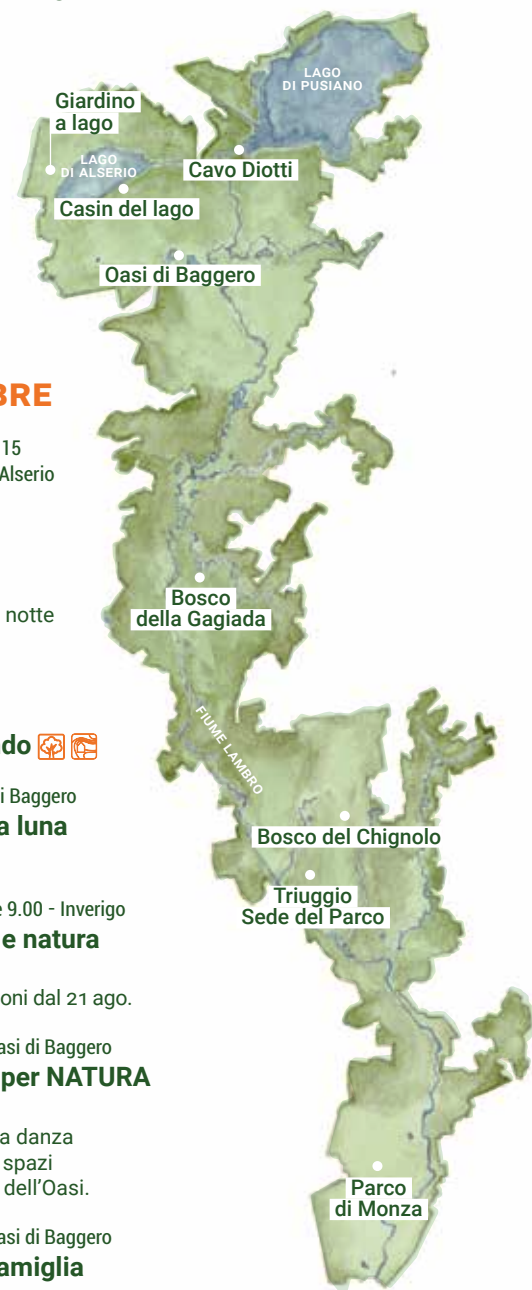 LAGO
DI PUSIANO
Giardino
a lago
LAGO
DI ALSERIO
Cavo Diotti
Casin del lago
Oasi di Baggero
BRE
15
Alserio
Bosco
della Gagiada
notte
FIUME LAMBRO
do
i Baggero
a luna
Bosco del Chignolo
Triuggio
Sede del Parco
e 9.00 - Inverigo
e natura
oni dal 21 ago.
asi di Baggero
per NATURA
a danza
spazi
dell'Oasi.
Parco
di Monza
asi di Baggero
amiglia